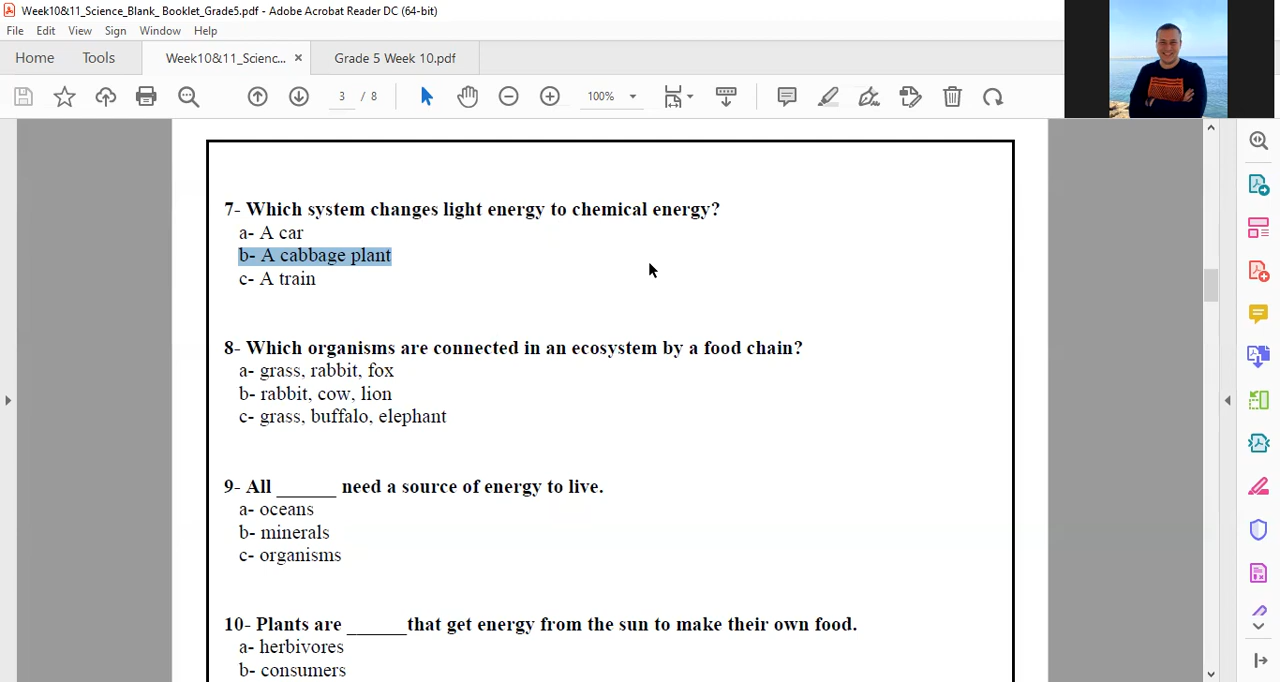 Week10&11_Science_Blank_ Booklet_Grade5.pdf - Adobe Acrobat Reader DC (64-bit)
File Edit View Sign Window Help
Home Tools Week10&11_Scienc... × Grade 5 Week 10.pdf
3 / 8 100%
7- Which system changes light energy to chemical energy?
a- A car
b- A cabbage plant
c- A train
8- Which organisms are connected in an ecosystem by a food chain?
a- grass, rabbit, fox
b- rabbit, cow, lion
c- grass, buffalo, elephant
9- All ______ need a source of energy to live.
a- oceans
b- minerals
c- organisms
10- Plants are ______that get energy from the sun to make their own food.
a- herbivores
b- consumers